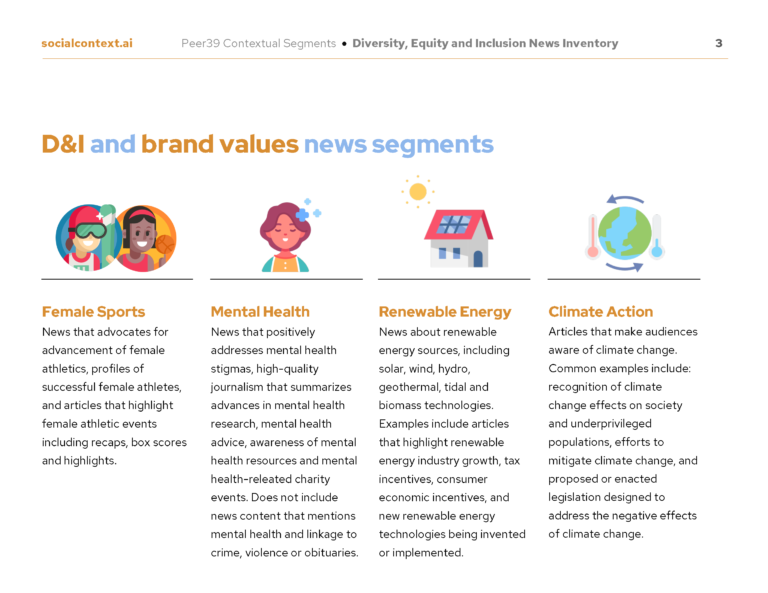 socialcontext.ai
Peer39 Contextual Segments • Diversity, Equity and Inclusion News Inventory
3
D&I and brand values news segments
Female Sports
News that advocates for
advancement of female
athletics, profiles of
successful female athletes,
and articles that highlight
female athletic events
including recaps, box scores
and highlights.
Mental Health
News that positively
addresses mental health
stigmas, high-quality
journalism that summarizes
advances in mental health
research, mental health
advice, awareness of mental
health resources and mental
health-releated charity
events. Does not include
news content that mentions
mental health and linkage to
crime, violence or obituaries.
Renewable Energy
News about renewable
energy sources, including
solar, wind, hydro,
geothermal, tidal and
biomass technologies.
Examples include articles
that highlight renewable
energy industry growth, tax
incentives, consumer
economic incentives, and
new renewable energy
technologies being invented
or implemented.
Climate Action
Articles that make audiences
aware of climate change.
Common examples include:
recognition of climate
change effects on society
and underprivileged
populations, efforts to
mitigate climate change, and
proposed or enacted
legislation designed to
address the negative effects
of climate change.